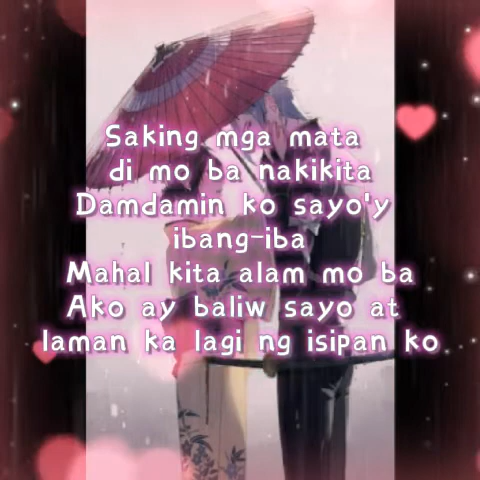 Saking mga mata
di mo ba nakikita
Damdamin ko sayo'y
ibang-iba
Mahal kita alam mo ba
Ako ay baliw sayo at
laman ka lagi ng isipan ko